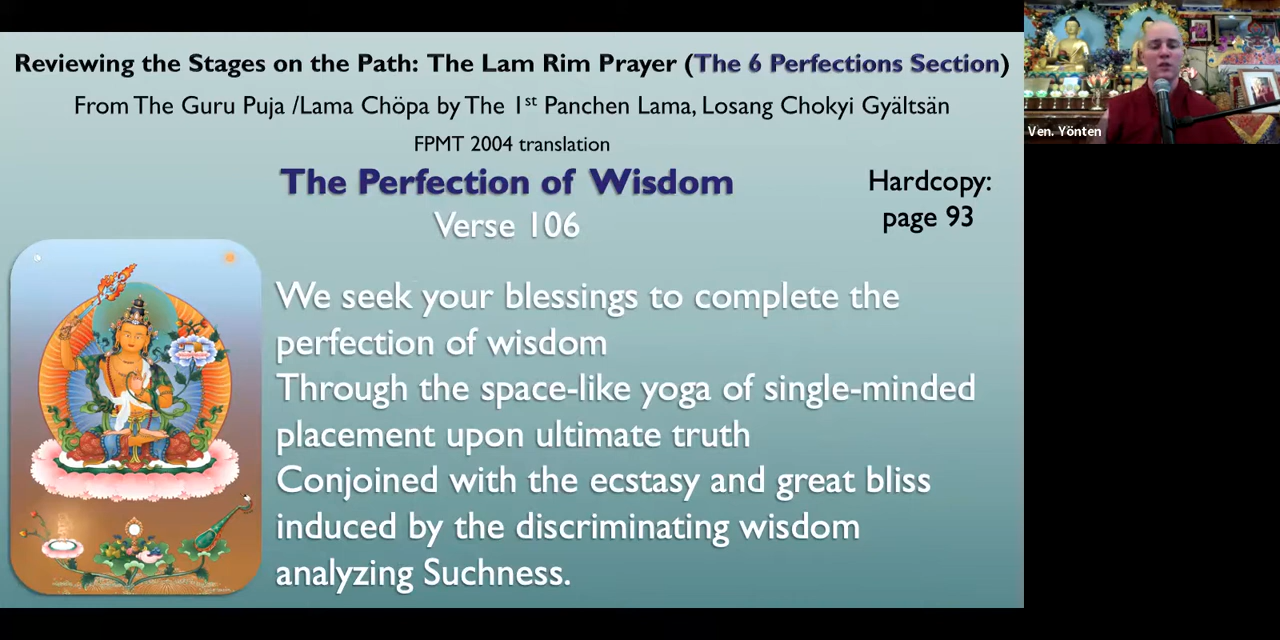 Reviewing the Stages on the Path: The Lam Rim Prayer (The 6 Perfections Section)
From The Guru Puja /Lama Chöpa by The 1st Panchen Lama, Losang Chokyi Gyältsän
FPMT 2004 translation
The Perfection of Wisdom
Verse 106
Hardcopy:
page 93
We seek your blessings to complete the
perfection of wisdom
Through the space-like yoga of single-minded
placement upon ultimate truth
Conjoined with the ecstasy and great bliss
induced by the discriminating wisdom
analyzing Suchness.
Ven. Yönten